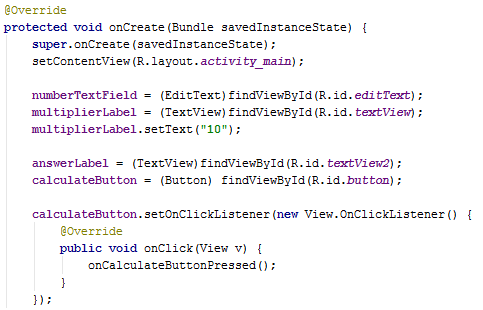 @Override
protected void onCreate(Bundle savedInstanceState) {
    super.onCreate(savedInstanceState);
    setContentView(R.layout.activity_main);

    numberTextField = (EditText)findViewById(R.id.editText);
    multiplierLabel = (TextView)findViewById(R.id.textView);
    multiplierLabel.setText("10");

    answerLabel = (TextView)findViewById(R.id.textView2);
    calculateButton = (Button) findViewById(R.id.button);

    calculateButton.setOnClickListener(new View.OnClickListener() {
        @Override
        public void onClick(View v) {
            onCalculateButtonPressed();
        }
    });